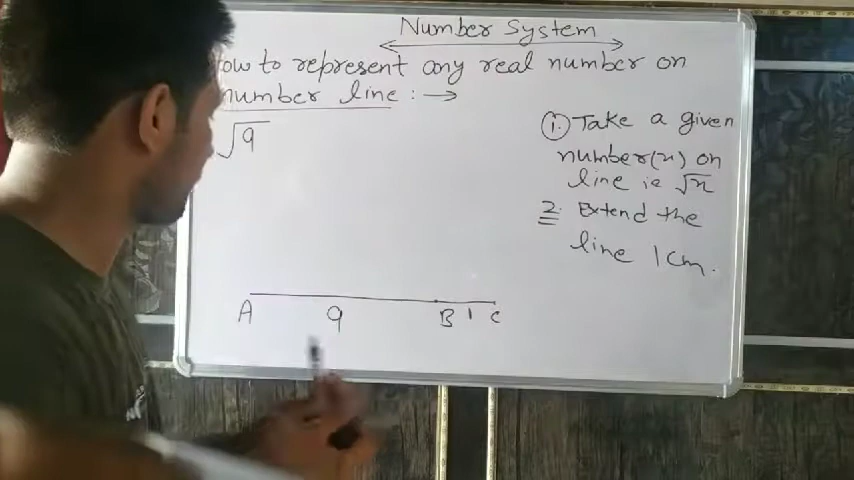 Number System
How to represent any real number on
number line :→
√9
①. Take a given
number(x) on
line ie √x
2. Extend the
line 1cm.
A 9 B 1 C